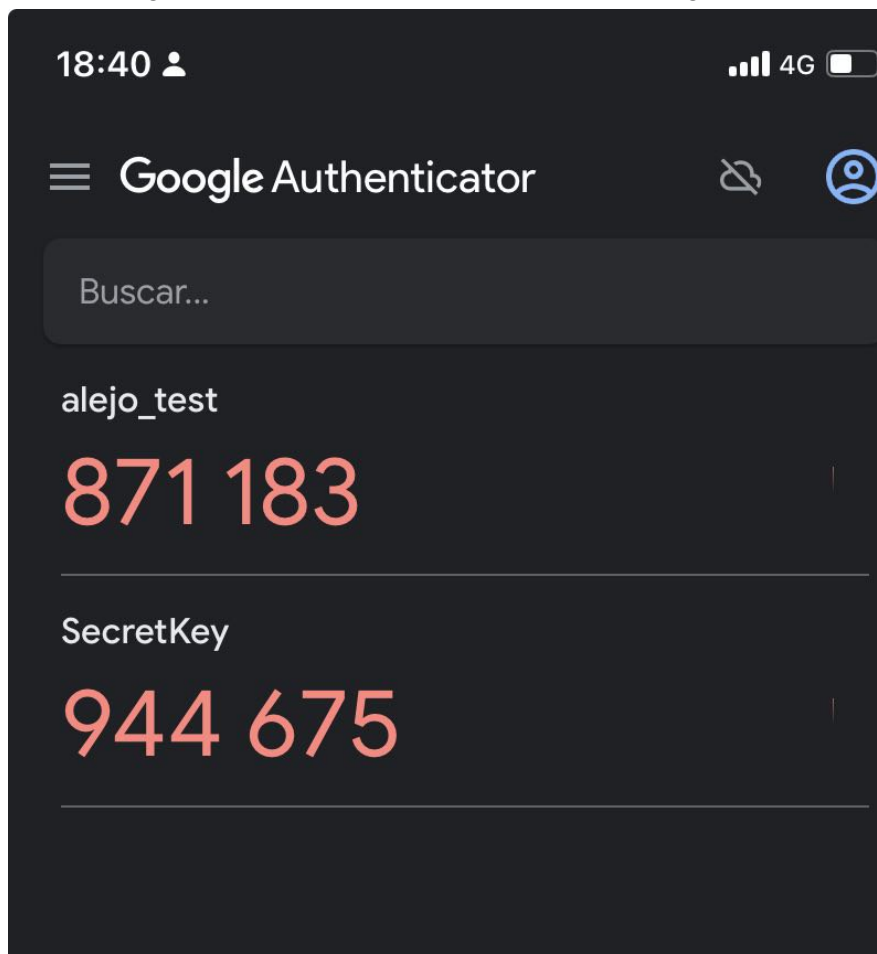 18:40 4G
Google Authenticator
Buscar...
alejo_test
871 183
SecretKey
944 675